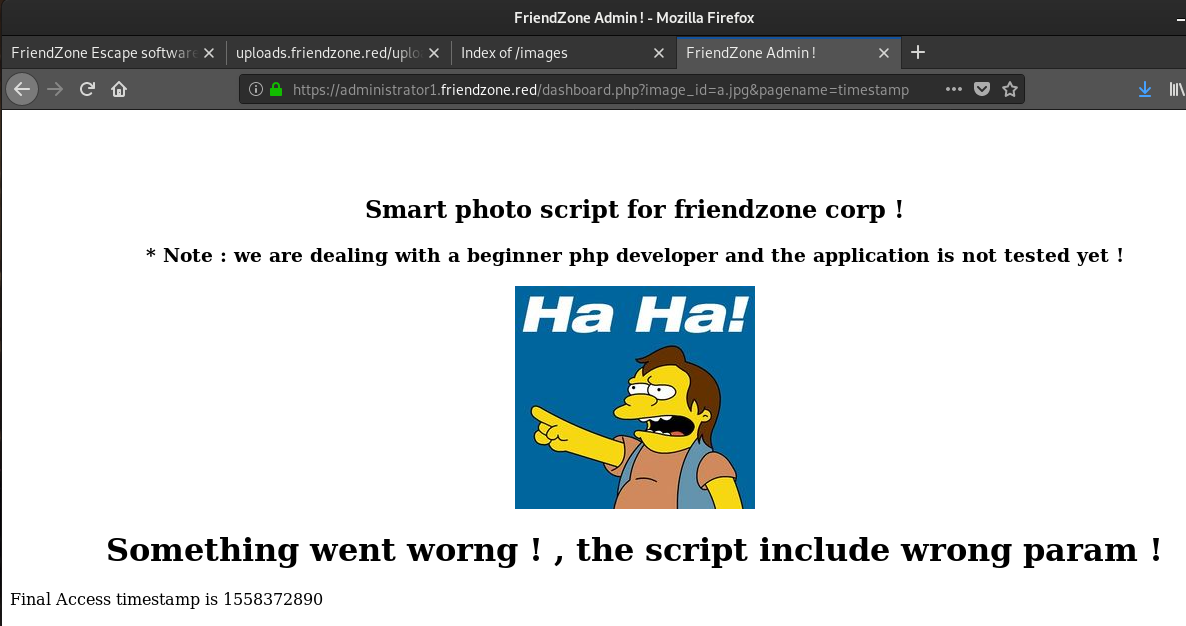 FriendZone Admin ! - Mozilla Firefox
FriendZone Escape software
uploads.friendzone.red/uplo
Index of /images
FriendZone Admin !
https://administrator1.friendzone.red/dashboard.php?image_id=a.jpg&pagename=timestamp
Smart photo script for friendzone corp !
* Note : we are dealing with a beginner php developer and the application is not tested yet !
Ha Ha!
Something went worng ! , the script include wrong param !
Final Access timestamp is 1558372890